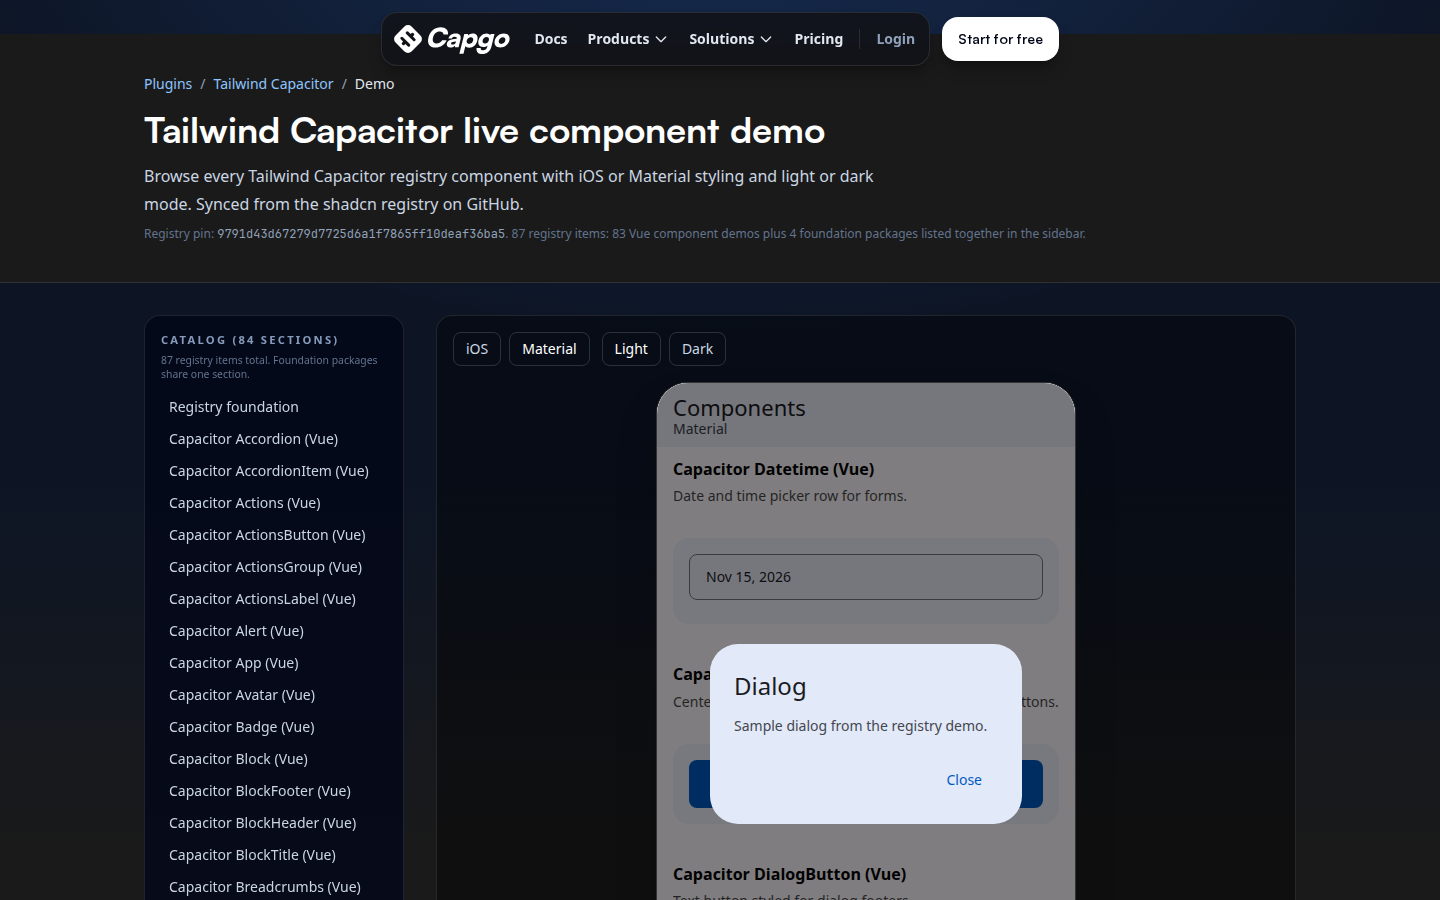 Capgo
Docs
Products
Solutions
Pricing
Login
Start for free
Plugins / Tailwind Capacitor / Demo
Tailwind Capacitor live component demo
Browse every Tailwind Capacitor registry component with iOS or Material styling and light or dark
mode. Synced from the shadcn registry on GitHub.
Registry pin: 9791d43d67279d7725d6a1f7865ff10deaf36ba5. 87 registry items: 83 Vue component demos plus 4 foundation packages listed together in the sidebar.
CATALOG (84 SECTIONS)
87 registry items total. Foundation packages
share one section.
Registry foundation
Capacitor Accordion (Vue)
Capacitor AccordionItem (Vue)
Capacitor Actions (Vue)
Capacitor ActionsButton (Vue)
Capacitor ActionsGroup (Vue)
Capacitor ActionsLabel (Vue)
Capacitor Alert (Vue)
Capacitor App (Vue)
Capacitor Avatar (Vue)
Capacitor Badge (Vue)
Capacitor Block (Vue)
Capacitor BlockFooter (Vue)
Capacitor BlockHeader (Vue)
Capacitor BlockTitle (Vue)
Capacitor Breadcrumbs (Vue)
iOS
Material
Light
Dark
Components
Material
Capacitor Datetime (Vue)
Date and time picker row for forms.
Nov 15, 2026
Dialog
Sample dialog from the registry demo.
Close
Capacitor DialogButton (Vue)
Text button styled for dialog footers.